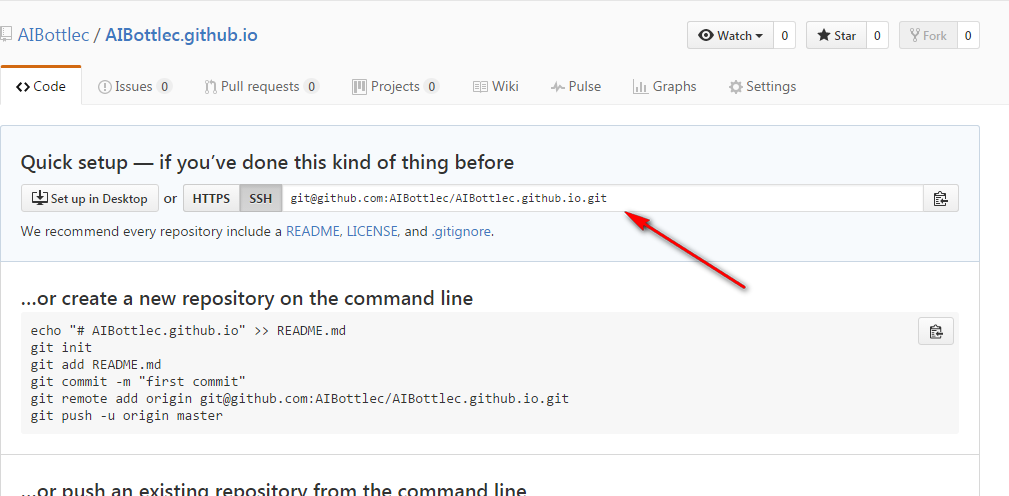 AIBottlec / AIBottlec.github.io
Watch 0 Star 0 Fork 0
Code Issues 0 Pull requests 0 Projects 0 Wiki Pulse Graphs Settings
Quick setup — if you've done this kind of thing before
Set up in Desktop or HTTPS SSH git@github.com:AIBottlec/AIBottlec.github.io.git
We recommend every repository include a README, LICENSE, and .gitignore.
…or create a new repository on the command line
echo "# AIBottlec.github.io" >> README.md
git init
git add README.md
git commit -m "first commit"
git remote add origin git@github.com:AIBottlec/AIBottlec.github.io.git
git push -u origin master
…or push an existing repository from the command line